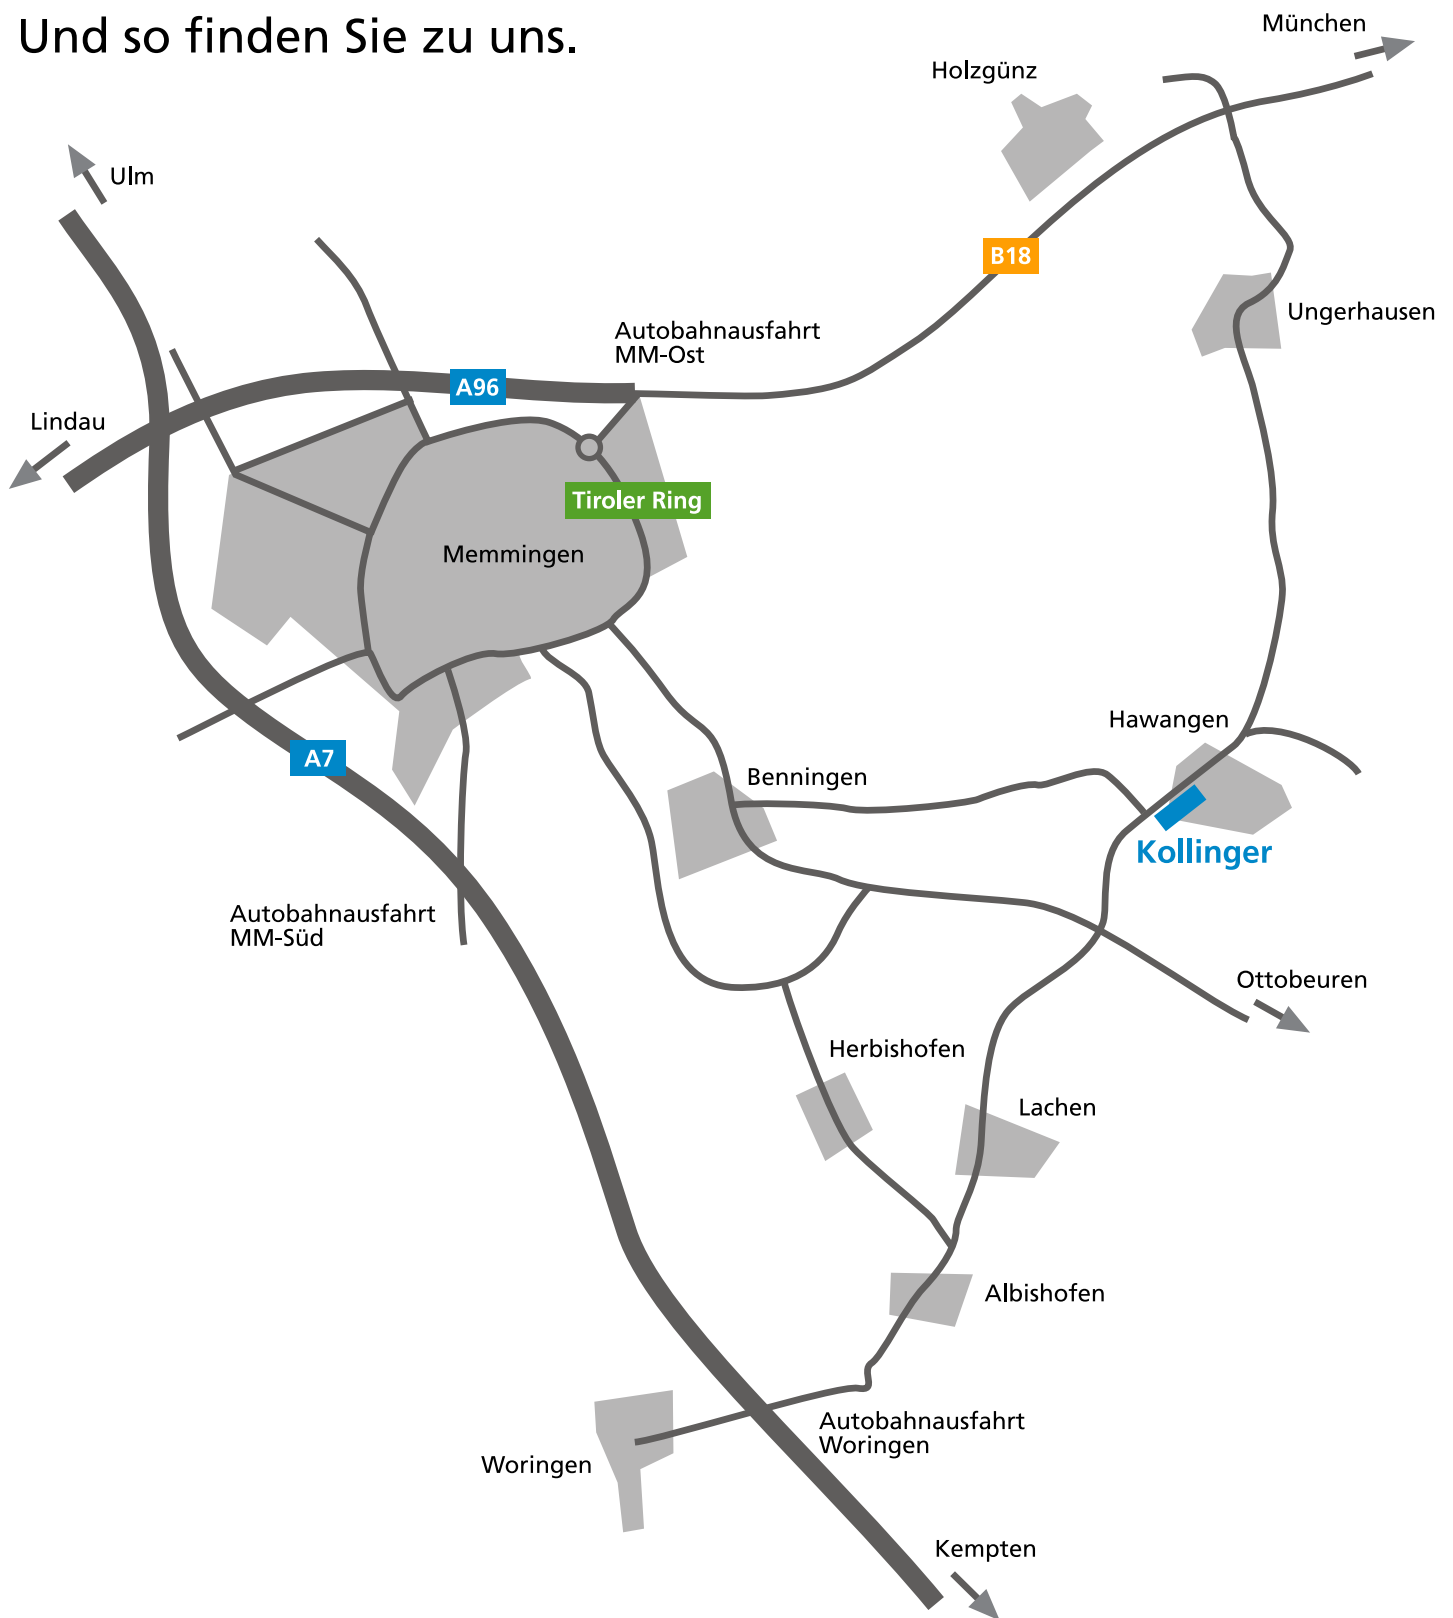 Und so finden Sie zu uns.
München
Holzgünz
Ulm
B18
Ungerhausen
Autobahnausfahrt
MM-Ost
A96
Lindau
Tiroler Ring
Memmingen
Hawangen
A7
Benningen
Kollinger
Autobahnausfahrt
MM-Süd
Ottobeuren
Herbishofen
Lachen
Albishofen
Autobahnausfahrt
Woringen
Woringen
Kempten